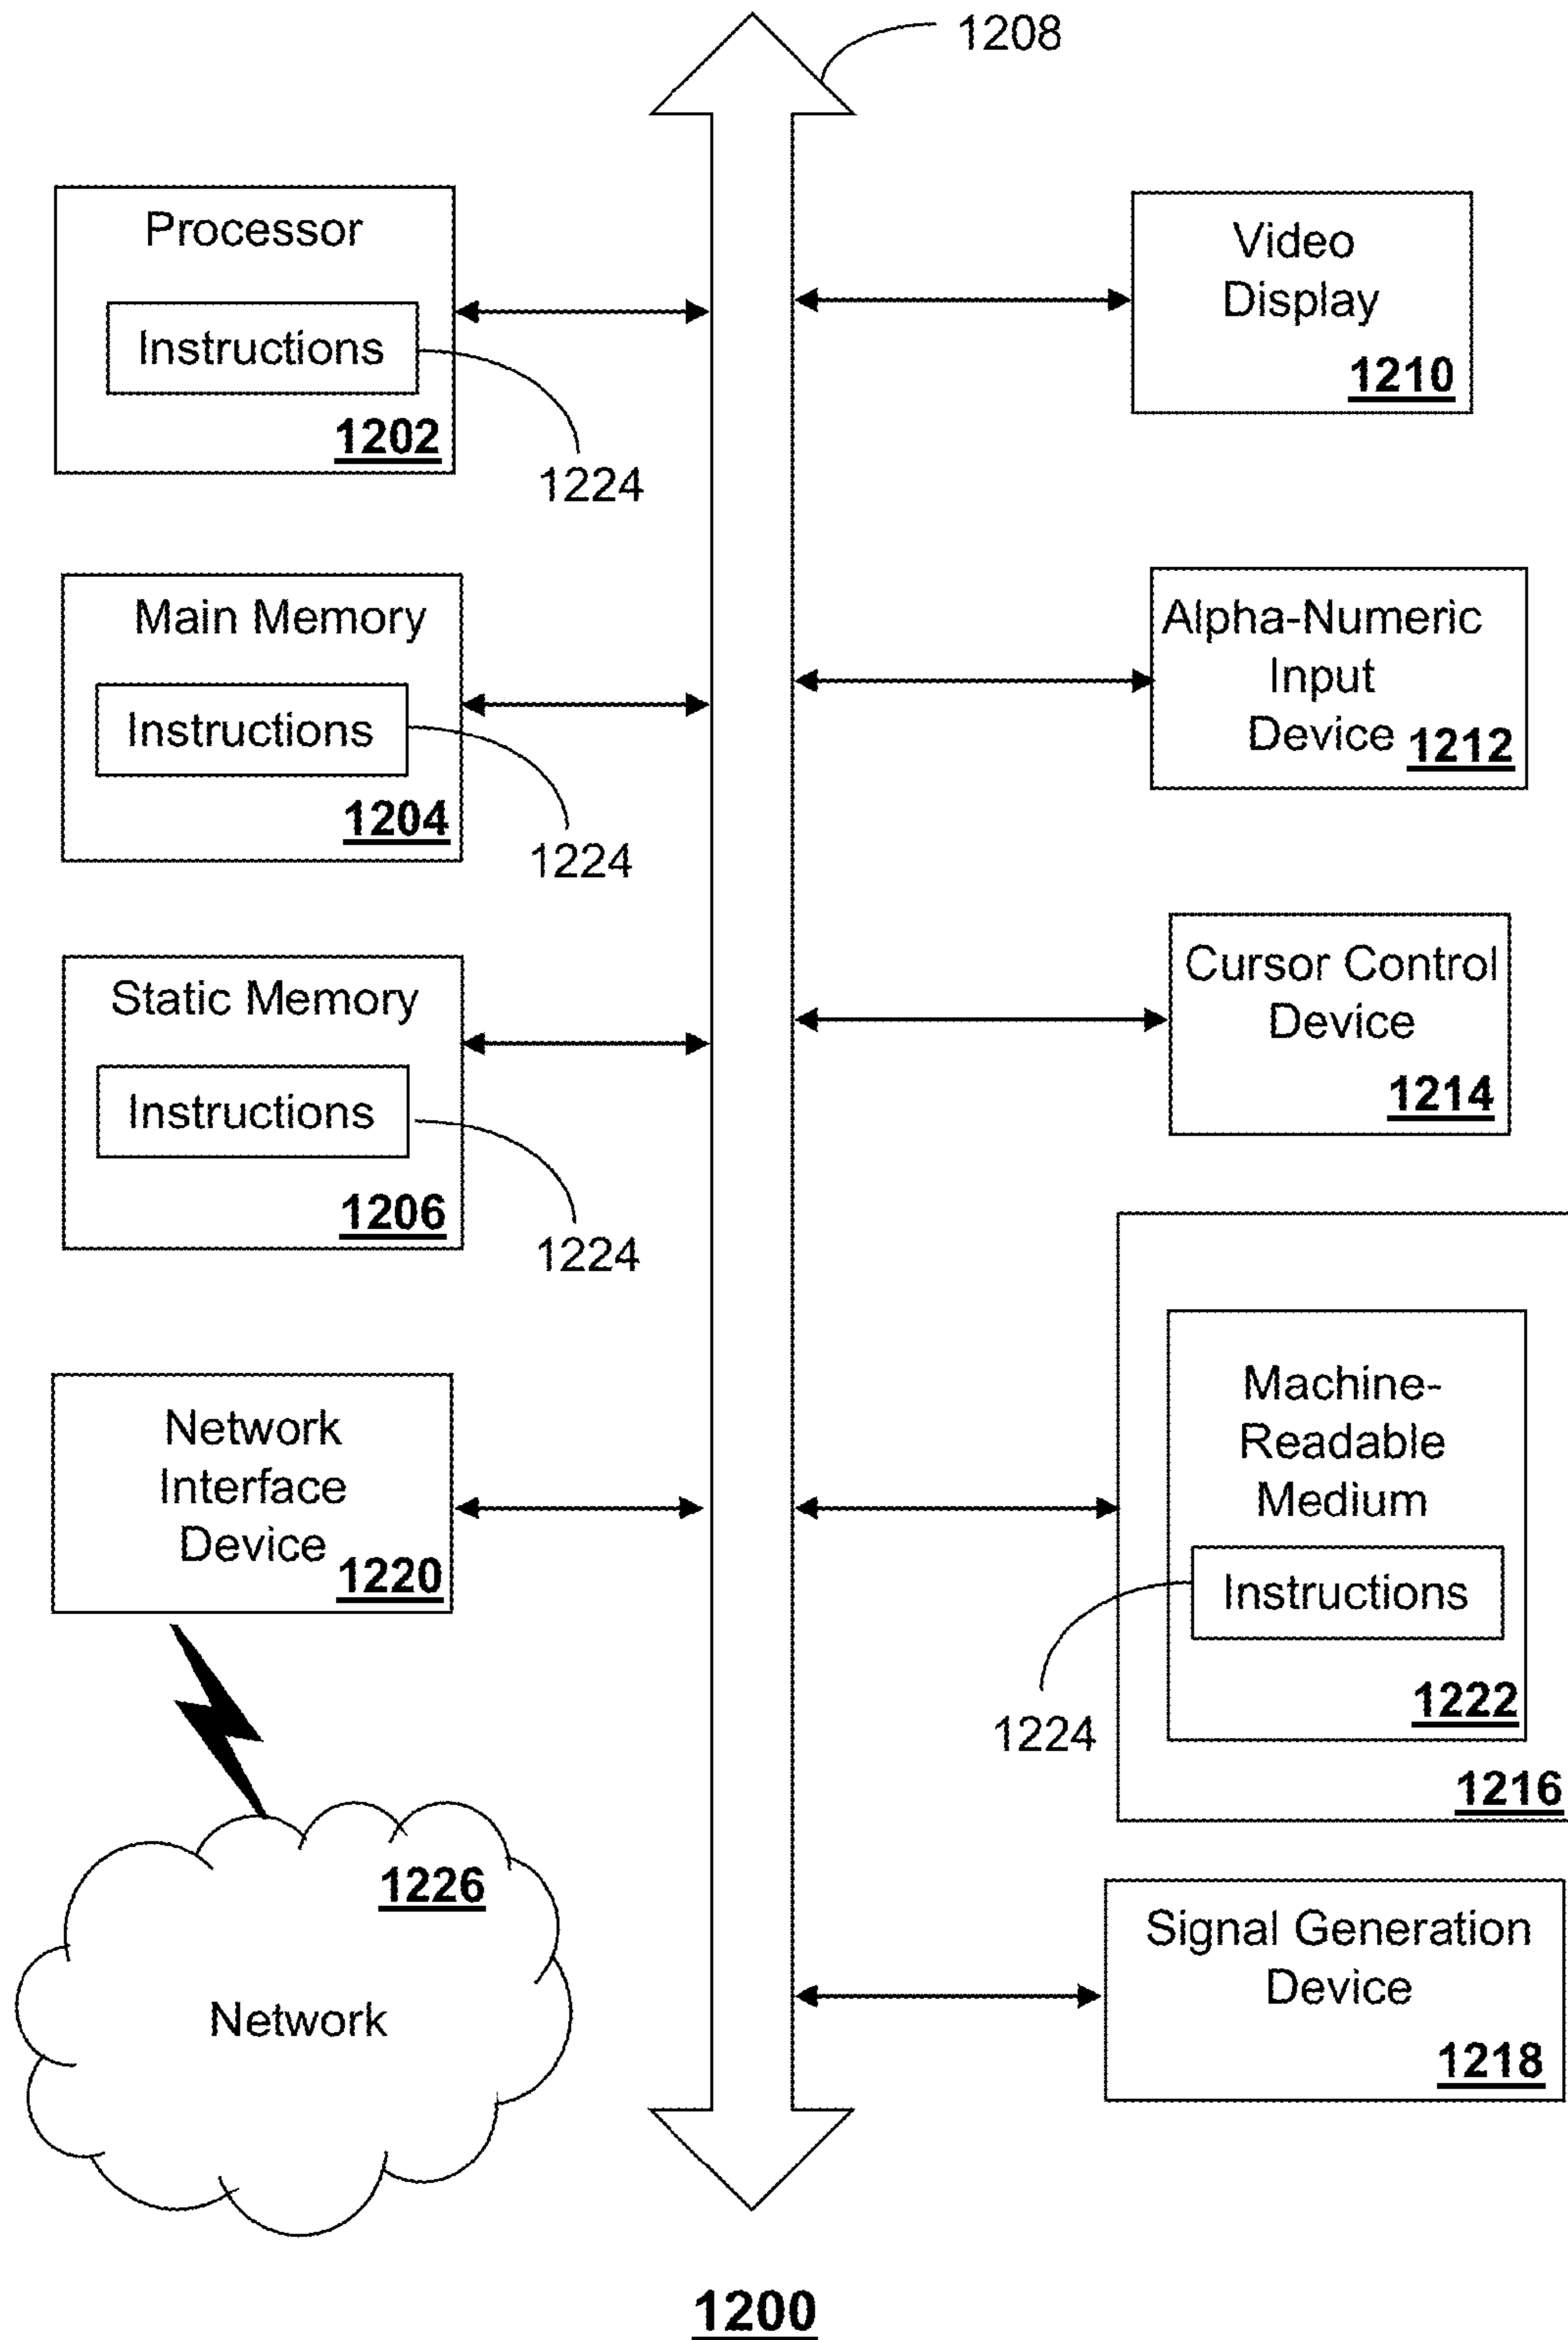 1208
Processor
Instructions
1202
1224
Main Memory
Instructions
1204
1224
Static Memory
Instructions
1206
1224
Network
Interface
Device
1220
1226
Network
Video
Display
1210
Alpha-Numeric
Input
Device 1212
Cursor Control
Device
1214
Machine-
Readable
Medium
Instructions
1224
1222
1216
Signal Generation
Device
1218
1200